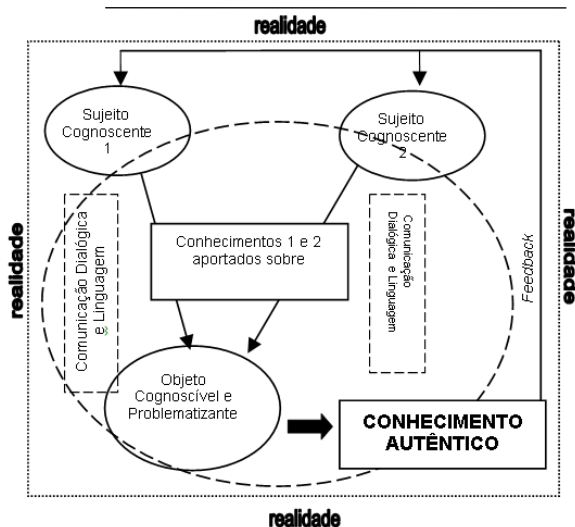 realidade
Sujeito
Cognoscente
1
Sujeito
Cognoscente
2
realidade
Comunicação Dialógica
e Linguagem
Conhecimentos 1 e 2
aportados sobre
Comunicação
Dialógica e Linguagem
Feedback
realidade
Objeto
Cognoscível e
Problematizante
CONHECIMENTO
AUTÊNTICO
realidade